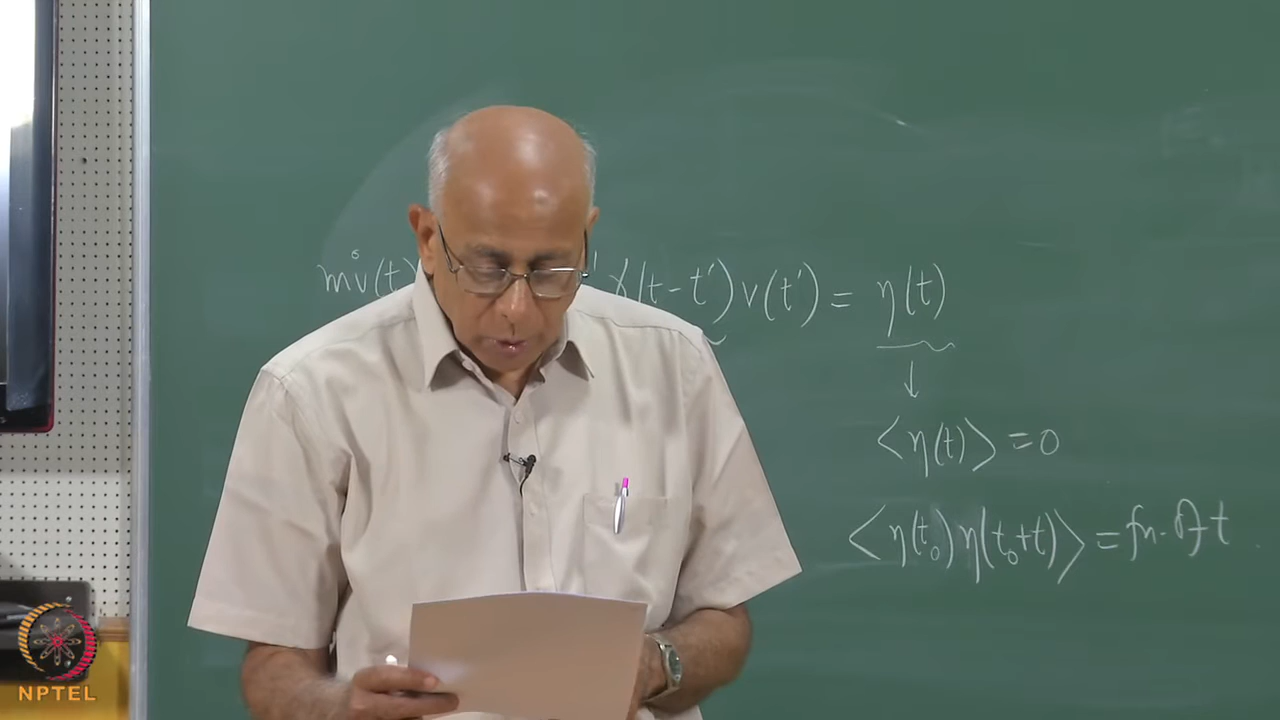 mv̇(t) γ(t-t')v(t') = η(t)
↓
⟨η(t)⟩ = 0
⟨η(t₀)η(t₀+t)⟩ = fn. of t
NPTEL